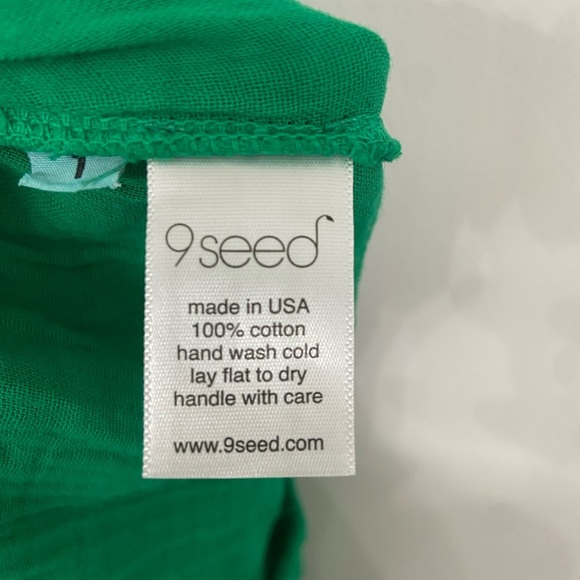 9seed
made in USA
100% cotton
hand wash cold
lay flat to dry
handle with care
www.9seed.com